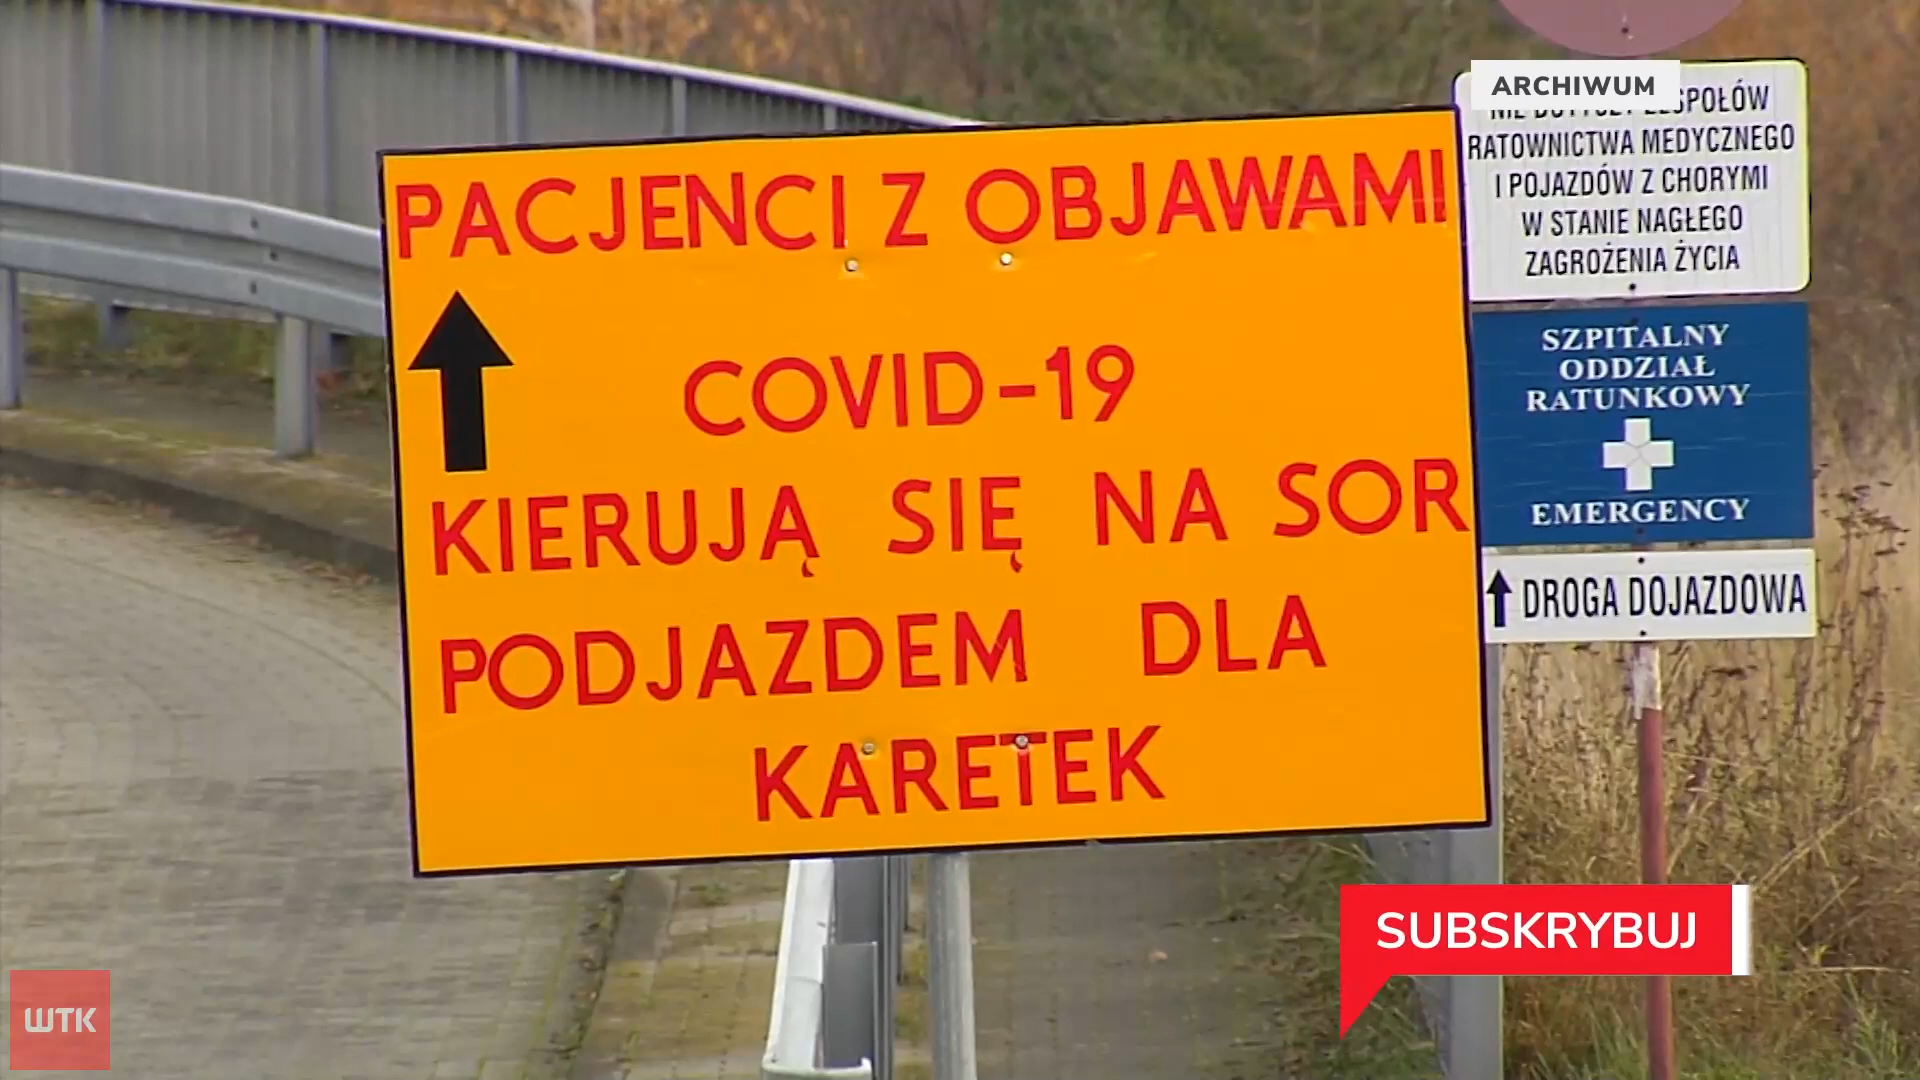 PACJENCI Z OBJAWAMI
COVID-19
KIERUJĄ SIĘ NA SOR
PODJAZDEM DLA
KARETEK
ARCHIWUM
RATOWNICTWA MEDYCZNEGO
I POJAZDÓW Z CHORYMI
W STANIE NAGŁEGO
ZAGROŻENIA ŻYCIA
SZPITALNY
ODDZIAŁ
RATUNKOWY
EMERGENCY
DROGA DOJAZDOWA
SUBSKRYBUJ
WTK